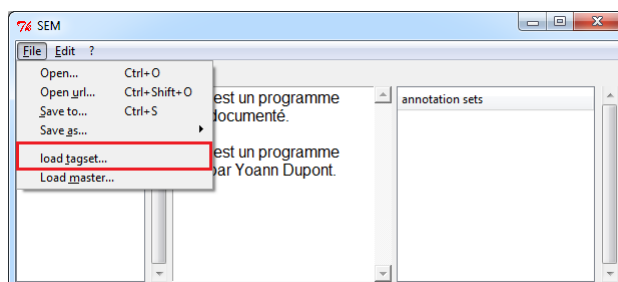 SEM
File Edit ?
Open... Ctrl+O
Open url... Ctrl+Shift+O
Save to... Ctrl+S
Save as...
load tagset...
Load master...
est un programme
documenté.
est un programme
par Yoann Dupont.
annotation sets